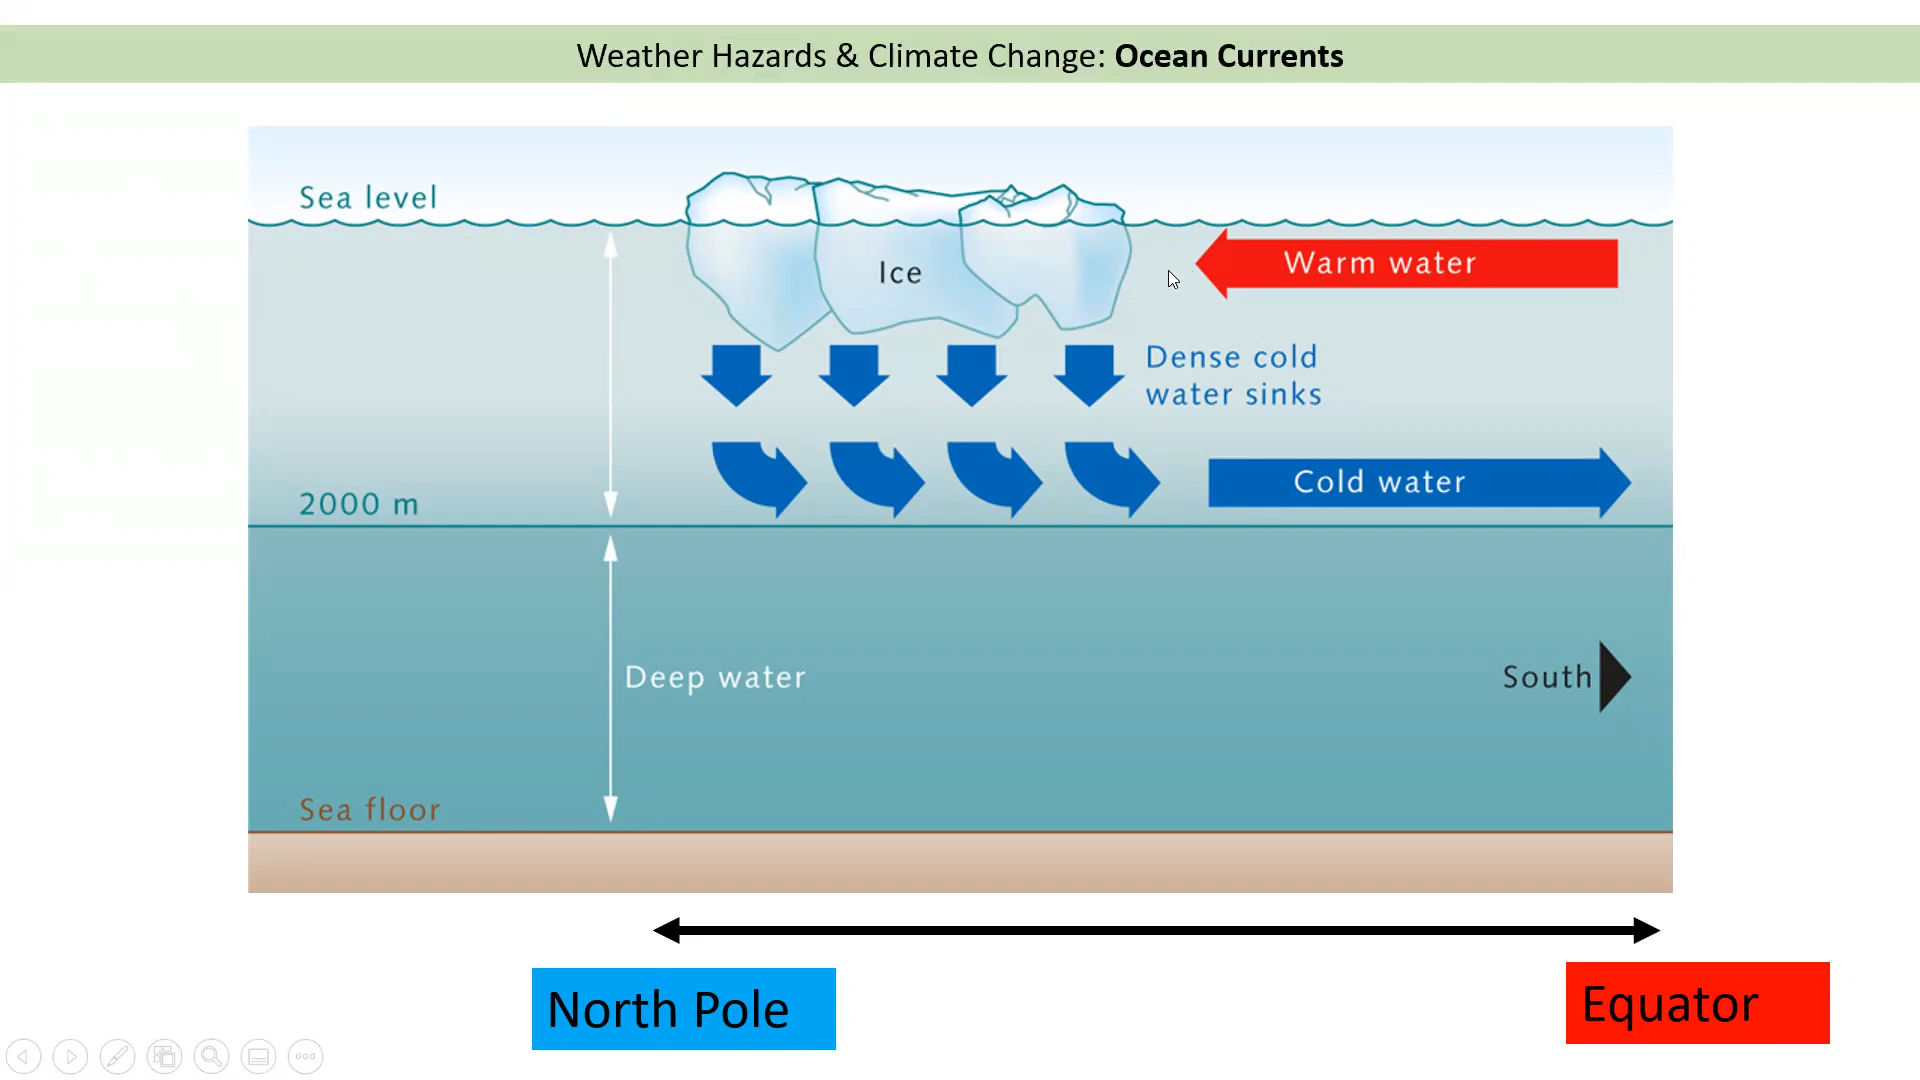 Weather Hazards & Climate Change: Ocean Currents
Sea level
Ice
Warm water
Dense cold
water sinks
2000 m
Cold water
Deep water
South
Sea floor
North Pole
Equator